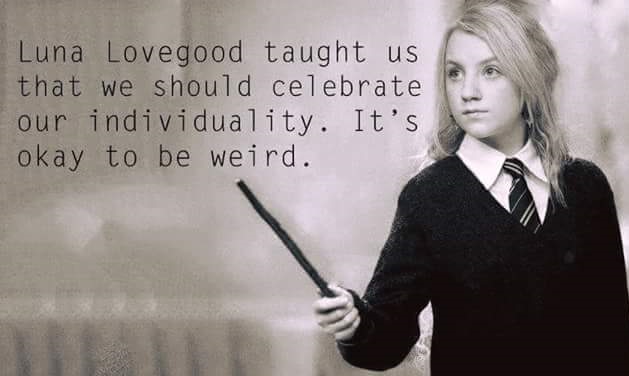 Luna Lovegood taught us
that we should celebrate
our individuality. It's
okay to be weird.